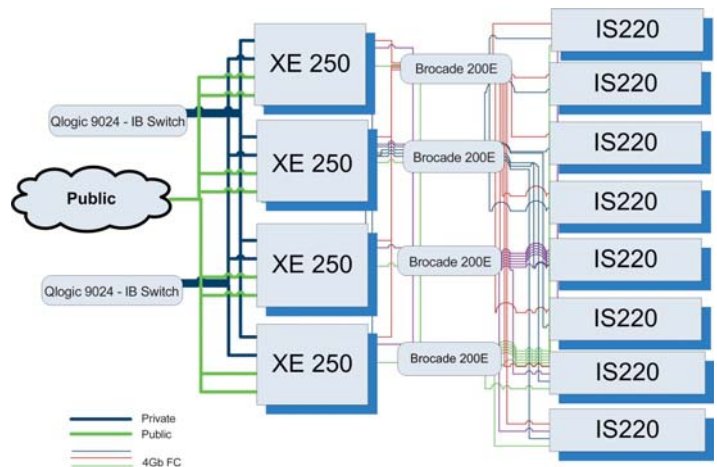 XE 250
Brocade 200E
IS220
IS220
Qlogic 9024 - IB Switch
XE 250
Brocade 200E
IS220
IS220
Public
XE 250
Brocade 200E
IS220
Qlogic 9024 - IB Switch
XE 250
Brocade 200E
IS220
IS220
IS220
Private
Public
4Gb FC